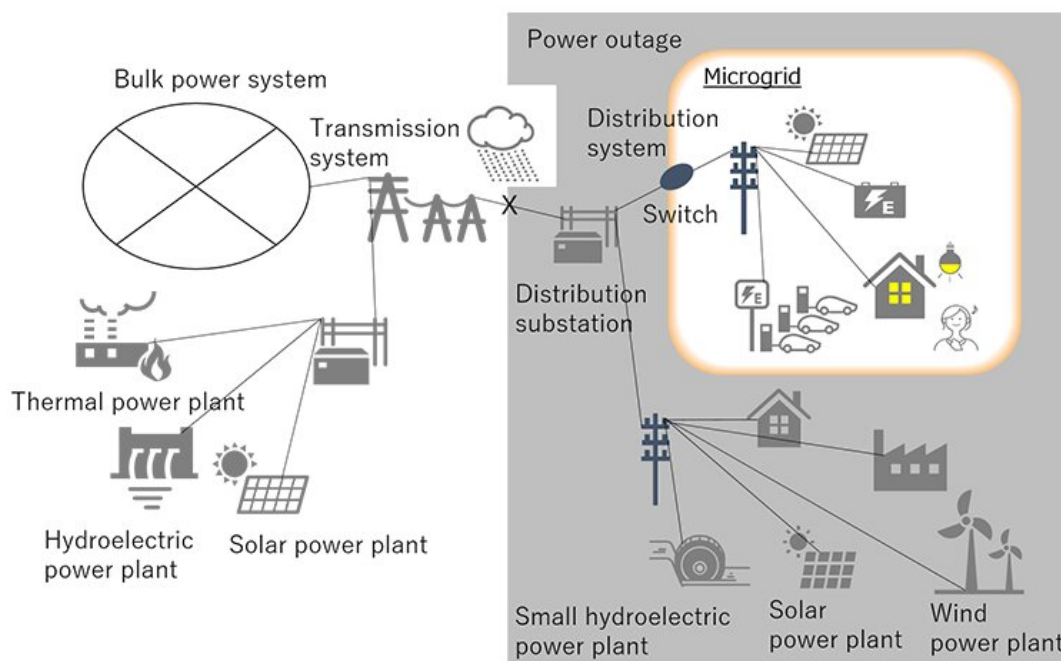 Power outage
Microgrid
Bulk power system
Transmission
system
Distribution
system
X
Switch
E
E
Distribution
substation
Thermal power plant
Hydroelectric
power plant
Solar power plant
Small hydroelectric
power plant
Solar
power plant
Wind
power plant